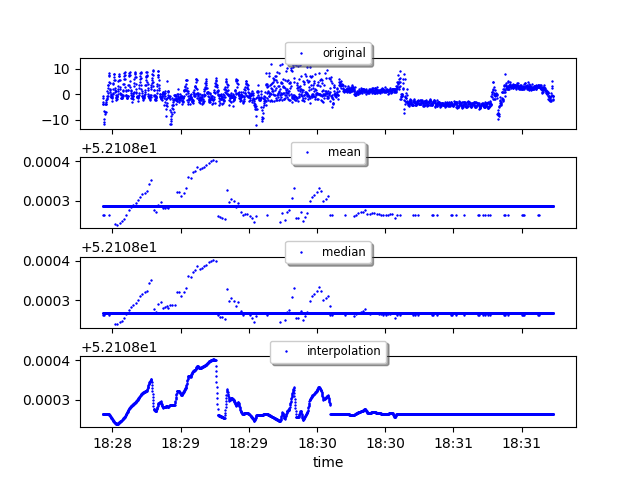 original
10
0
−10
+5.2108e1
mean
0.0004
0.0003
+5.2108e1
median
0.0004
0.0003
+5.2108e1
interpolation
0.0004
0.0003
18:28 18:29 18:29 18:30 18:30 18:31 18:31
time